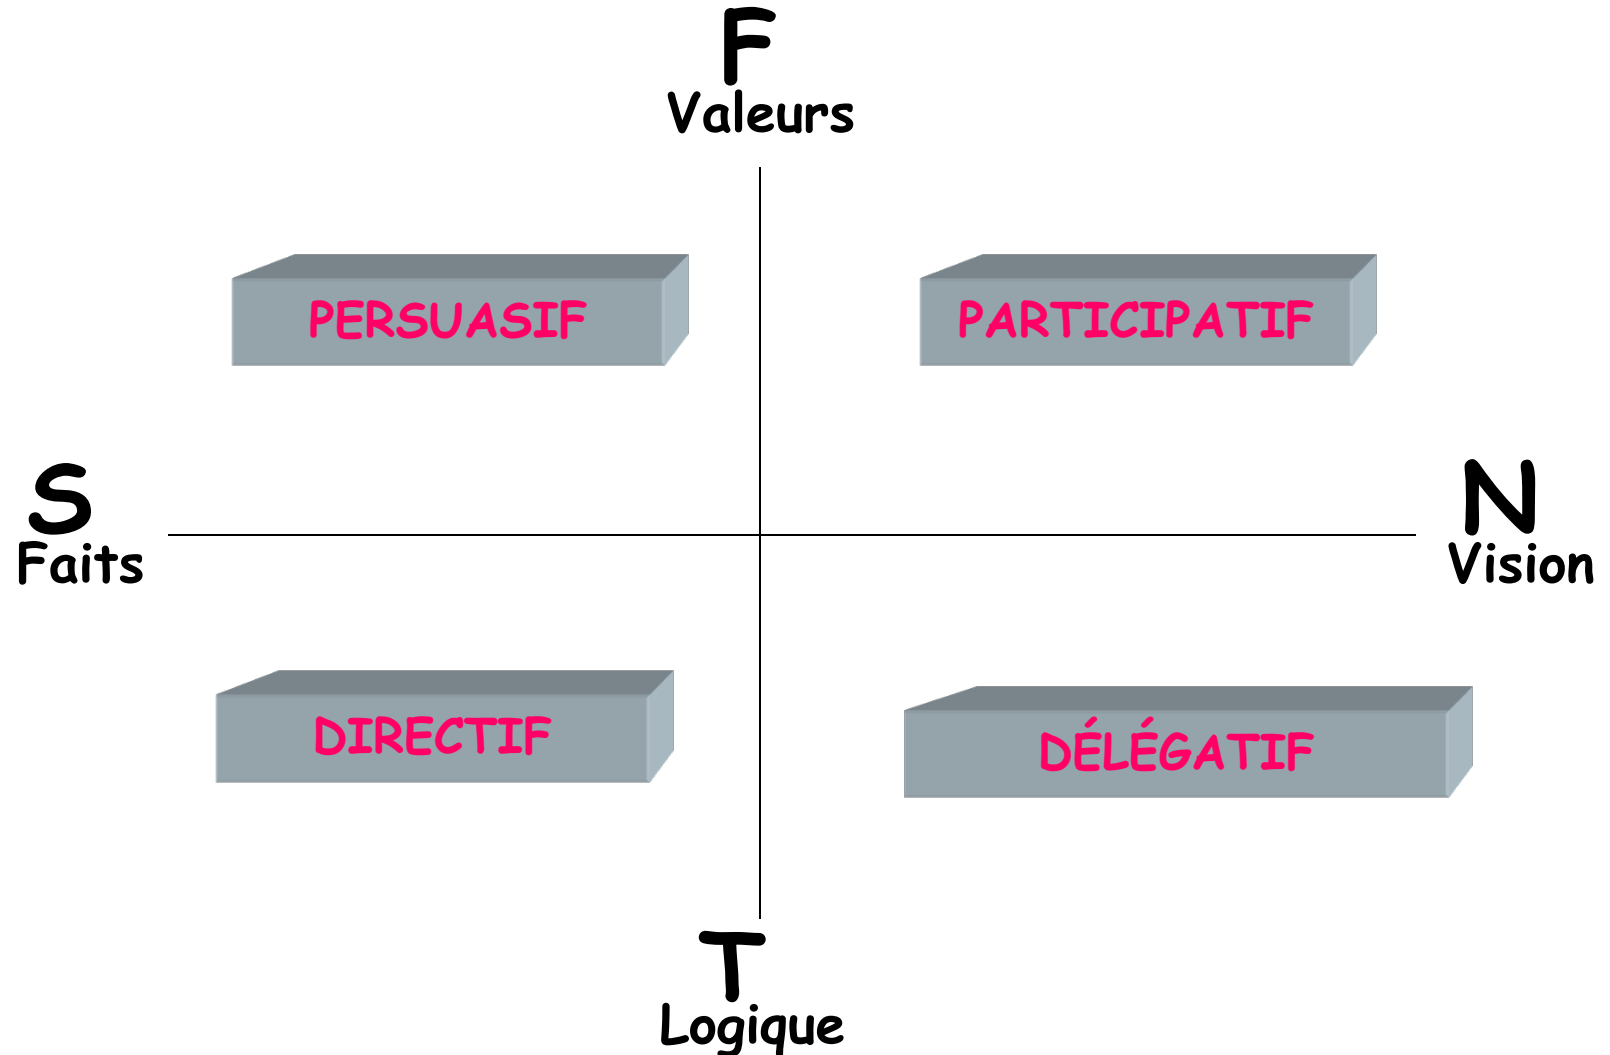 F
Valeurs
PERSUASIF
PARTICIPATIF
S
Faits
N
Vision
DIRECTIF
DÉLÉGATIF
T
Logique